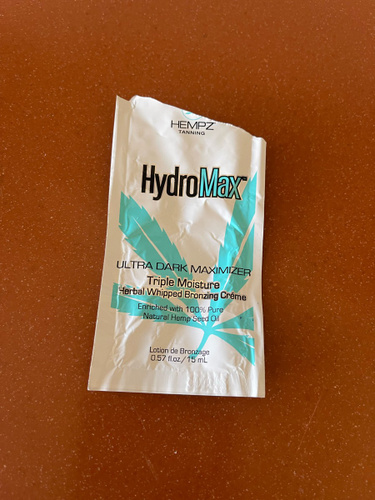 HEMPZ
TANNING
HydroMax™
ULTRA DARK MAXIMIZER
Triple Moisture
Herbal Whipped Bronzing Crème
Enriched with 100% Pure
Natural Hemp Seed Oil
Lotion de Bronzage
0.57 fl.oz./15 mL